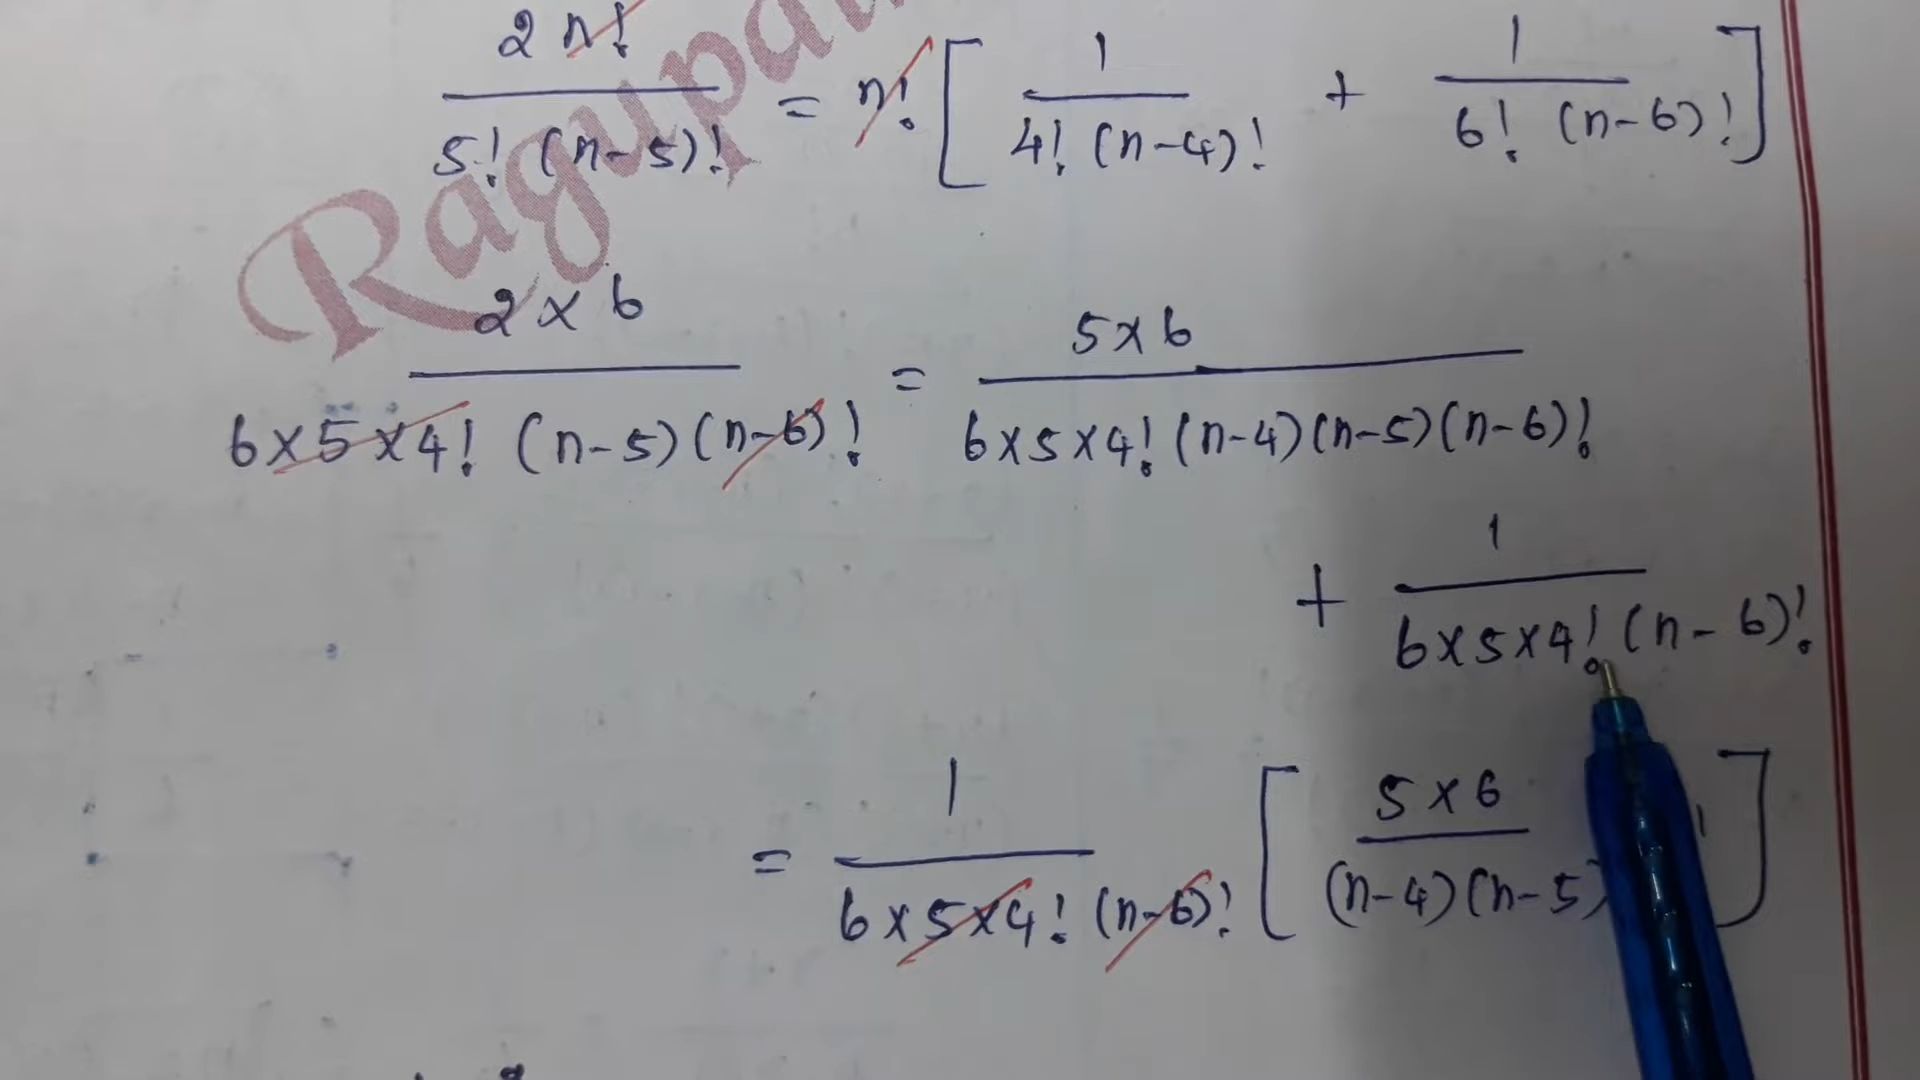 2 n!
5! (n-5)! = n! [ 1 / 4! (n-4)! + 1 / 6! (n-6)! ]
2 × 6
6×5×4! (n-5)(n-6)! = 5×6 / 6×5×4! (n-4)(n-5)(n-6)!
+ 1 / 6×5×4! (n-6)!
= 1 / 6×5×4! (n-6)! [ 5×6 / (n-4)(n-5) 1 ]